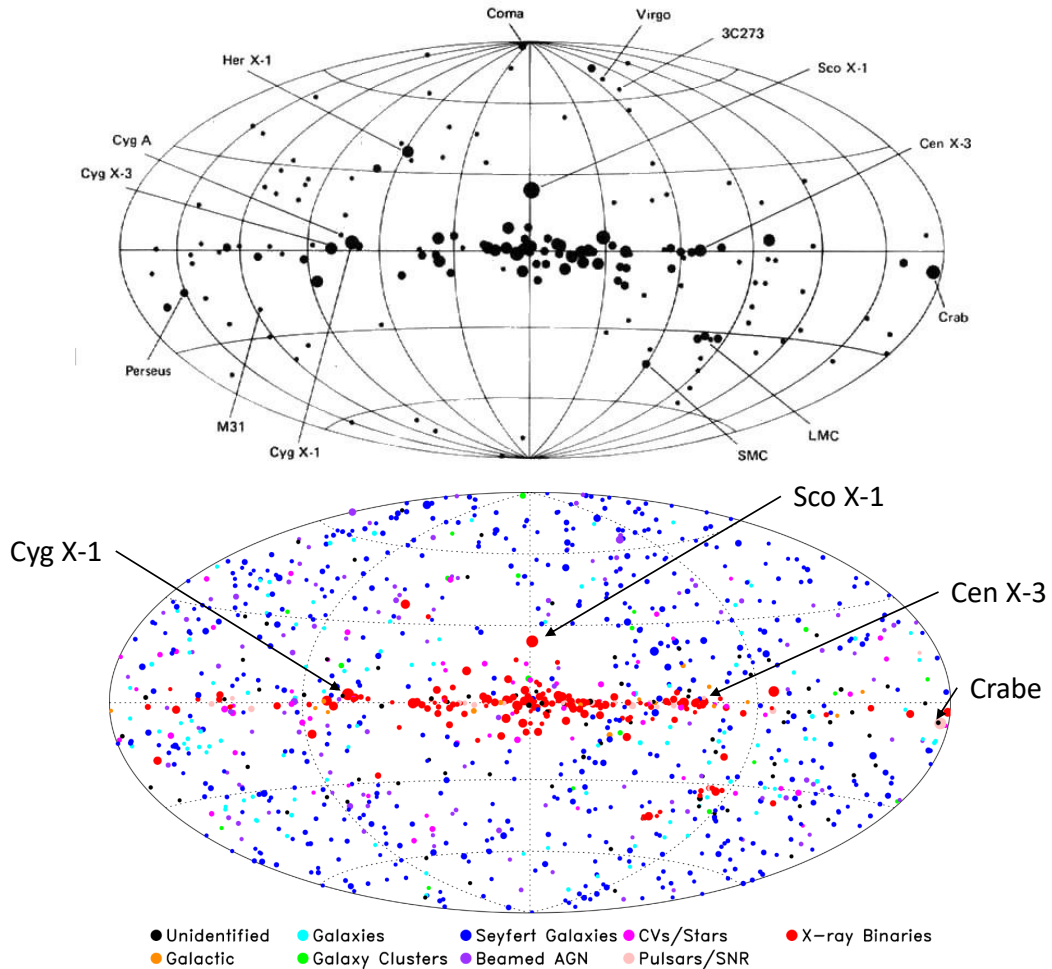 Coma
Virgo
3C273
Her X-1
Sco X-1
Cyg A
Cen X-3
Cyg X-3
Crab
Perseus
M31
LMC
Cyg X-1
SMC
Sco X-1
Cyg X-1
Cen X-3
Crabe
Unidentified Galaxies Seyfert Galaxies CVs/Stars X-ray Binaries
Galactic Galaxy Clusters Beamed AGN Pulsars/SNR